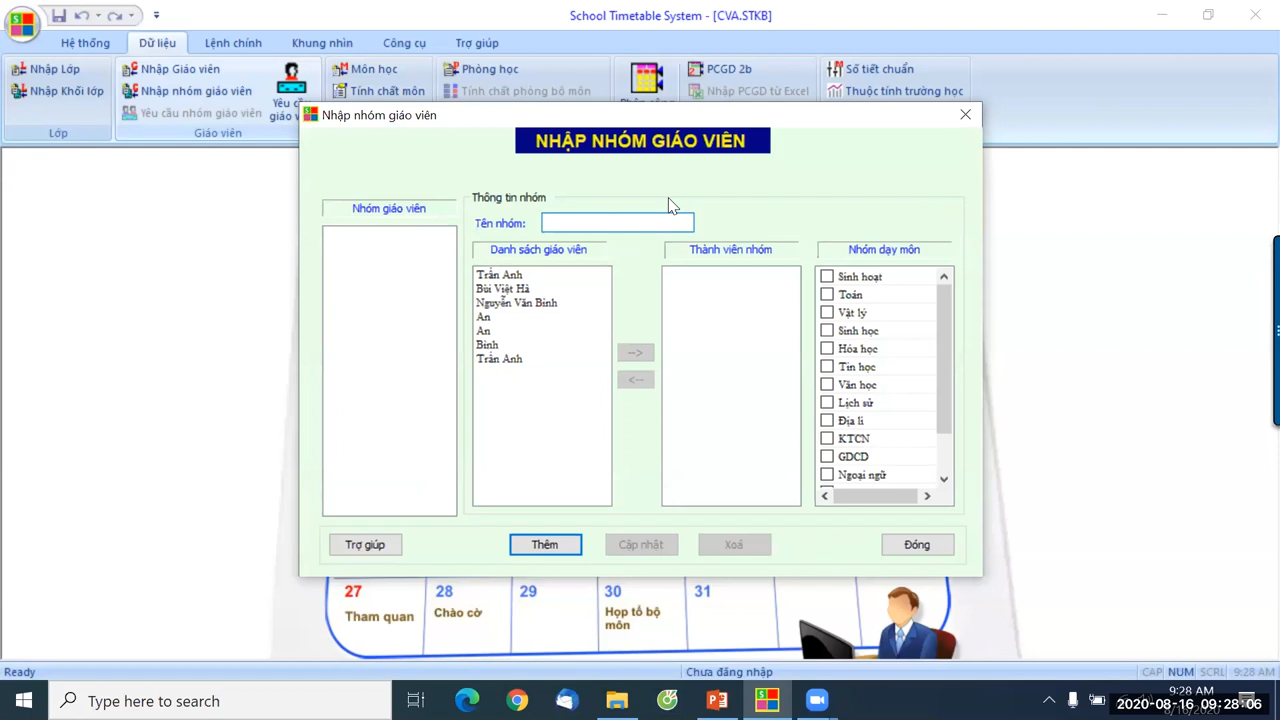 School Timetable System - [CVA.STKB]
Hệ thống
Dữ liệu
Lệnh chính
Khung nhìn
Công cụ
Trợ giúp
Nhập Lớp
Nhập Khối lớp
Lớp
Nhập Giáo viên
Nhập nhóm giáo viên
Yêu cầu nhóm giáo viên
Giáo viên
Yêu cầu
Môn học
Tính chất môn
Phòng học
Tính chất phòng bộ môn
PCGD 2b
Nhập PCGD từ Excel
Số tiết chuẩn
Thuộc tính trường học
Nhập nhóm giáo viên
NHẬP NHÓM GIÁO VIÊN
Thông tin nhóm
Nhóm giáo viên
Tên nhóm:
Danh sách giáo viên
Thành viên nhóm
Nhóm dạy môn
Trần Anh
Bùi Việt Hà
Nguyễn Văn Bính
An
An
Bình
Trần Anh
-->
<--
Sinh hoạt
Toán
Vật lý
Sinh học
Hóa học
Tin học
Văn học
Lịch sử
Địa lí
KTCN
GDCD
Ngoại ngữ
Trợ giúp
Thêm
Cập nhật
Xoá
Đóng
27
Tham quan
28
Chào cờ
29
30
Họp tổ bộ
môn
31
Ready
Chưa đăng nhập
CAP NUM SCRL 9:28 AM
Type here to search
9:28 AM
2020-08-16 09:28:06